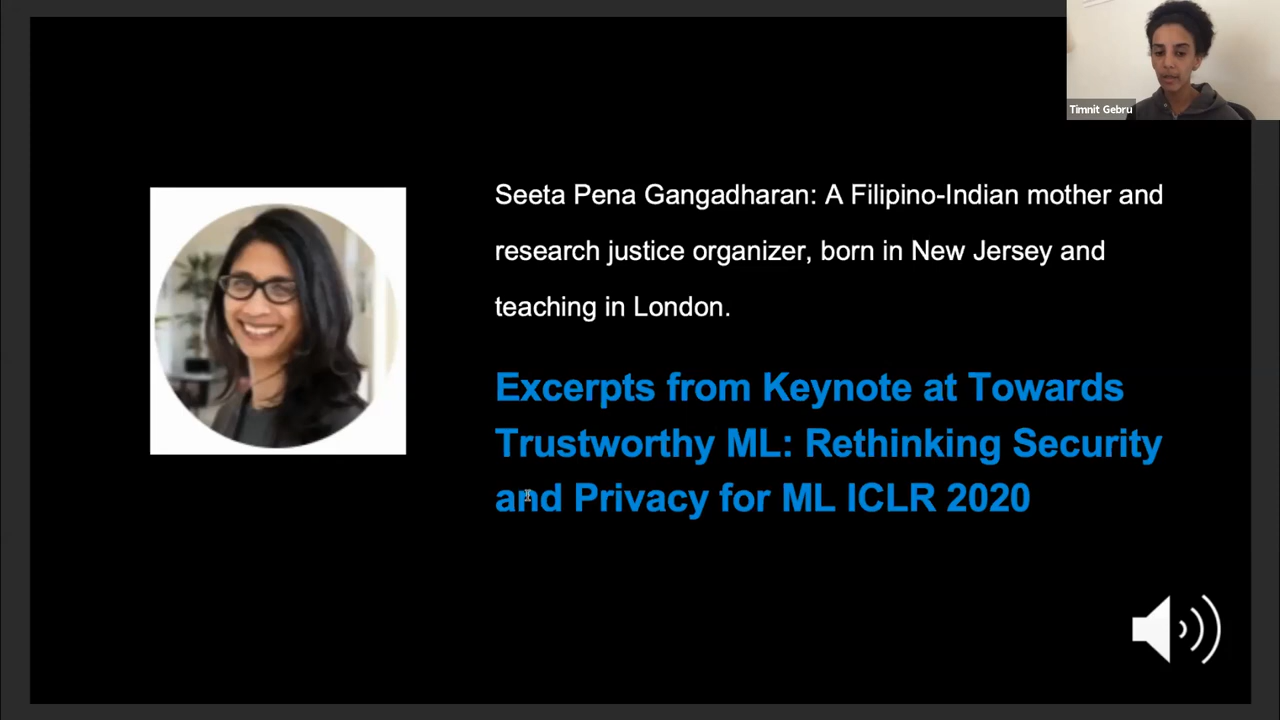 Timnit Gebru
Seeta Pena Gangadharan: A Filipino-Indian mother and
research justice organizer, born in New Jersey and
teaching in London.
Excerpts from Keynote at Towards
Trustworthy ML: Rethinking Security
and Privacy for ML ICLR 2020